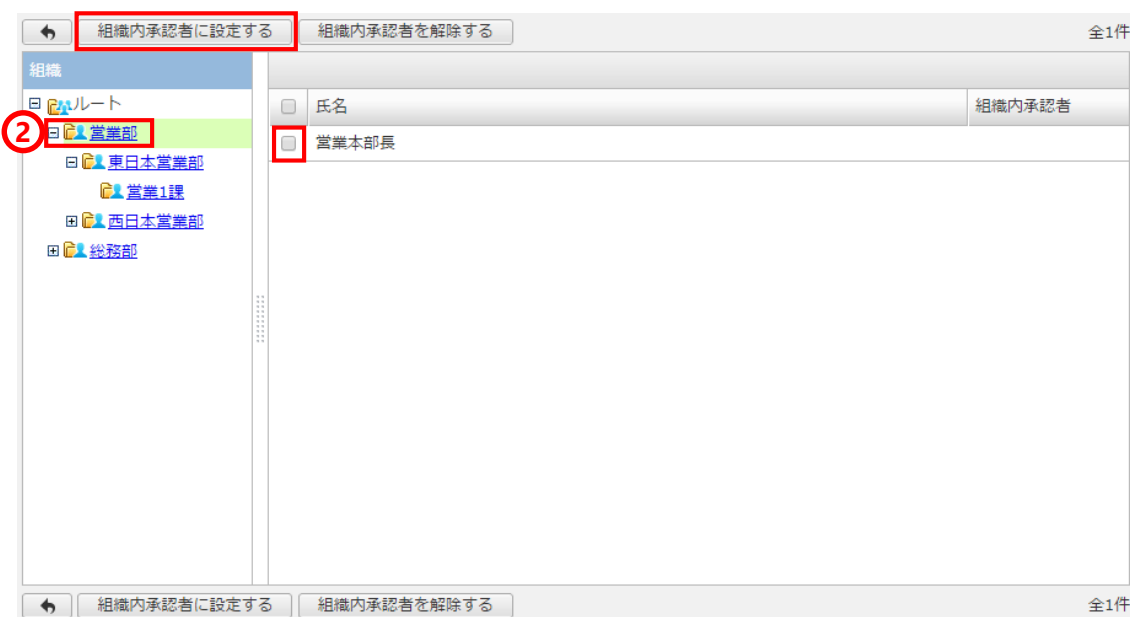 組織内承認者に設定する 組織内承認者を解除する 全1件
組織
ルート
氏名 組織内承認者
② 営業部
営業本部長
東日本営業部
営業1課
西日本営業部
総務部
組織内承認者に設定する 組織内承認者を解除する 全1件